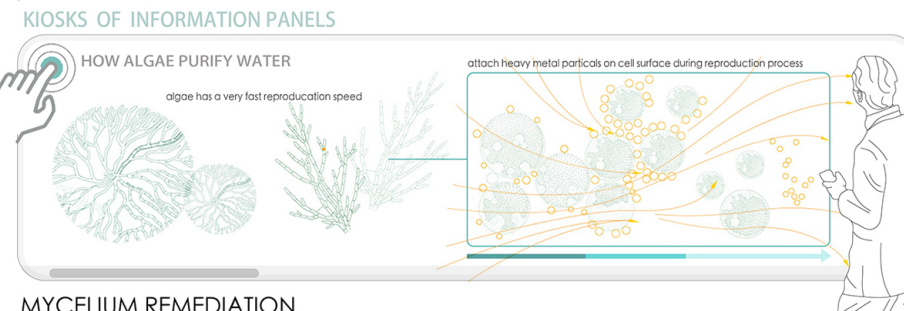 KIOSKS OF INFORMATION PANELS
HOW ALGAE PURIFY WATER
attach heavy metal particals on cell surface during reproduction process
algae has a very fast reproducation speed
MYCELIUM REMEDIATION